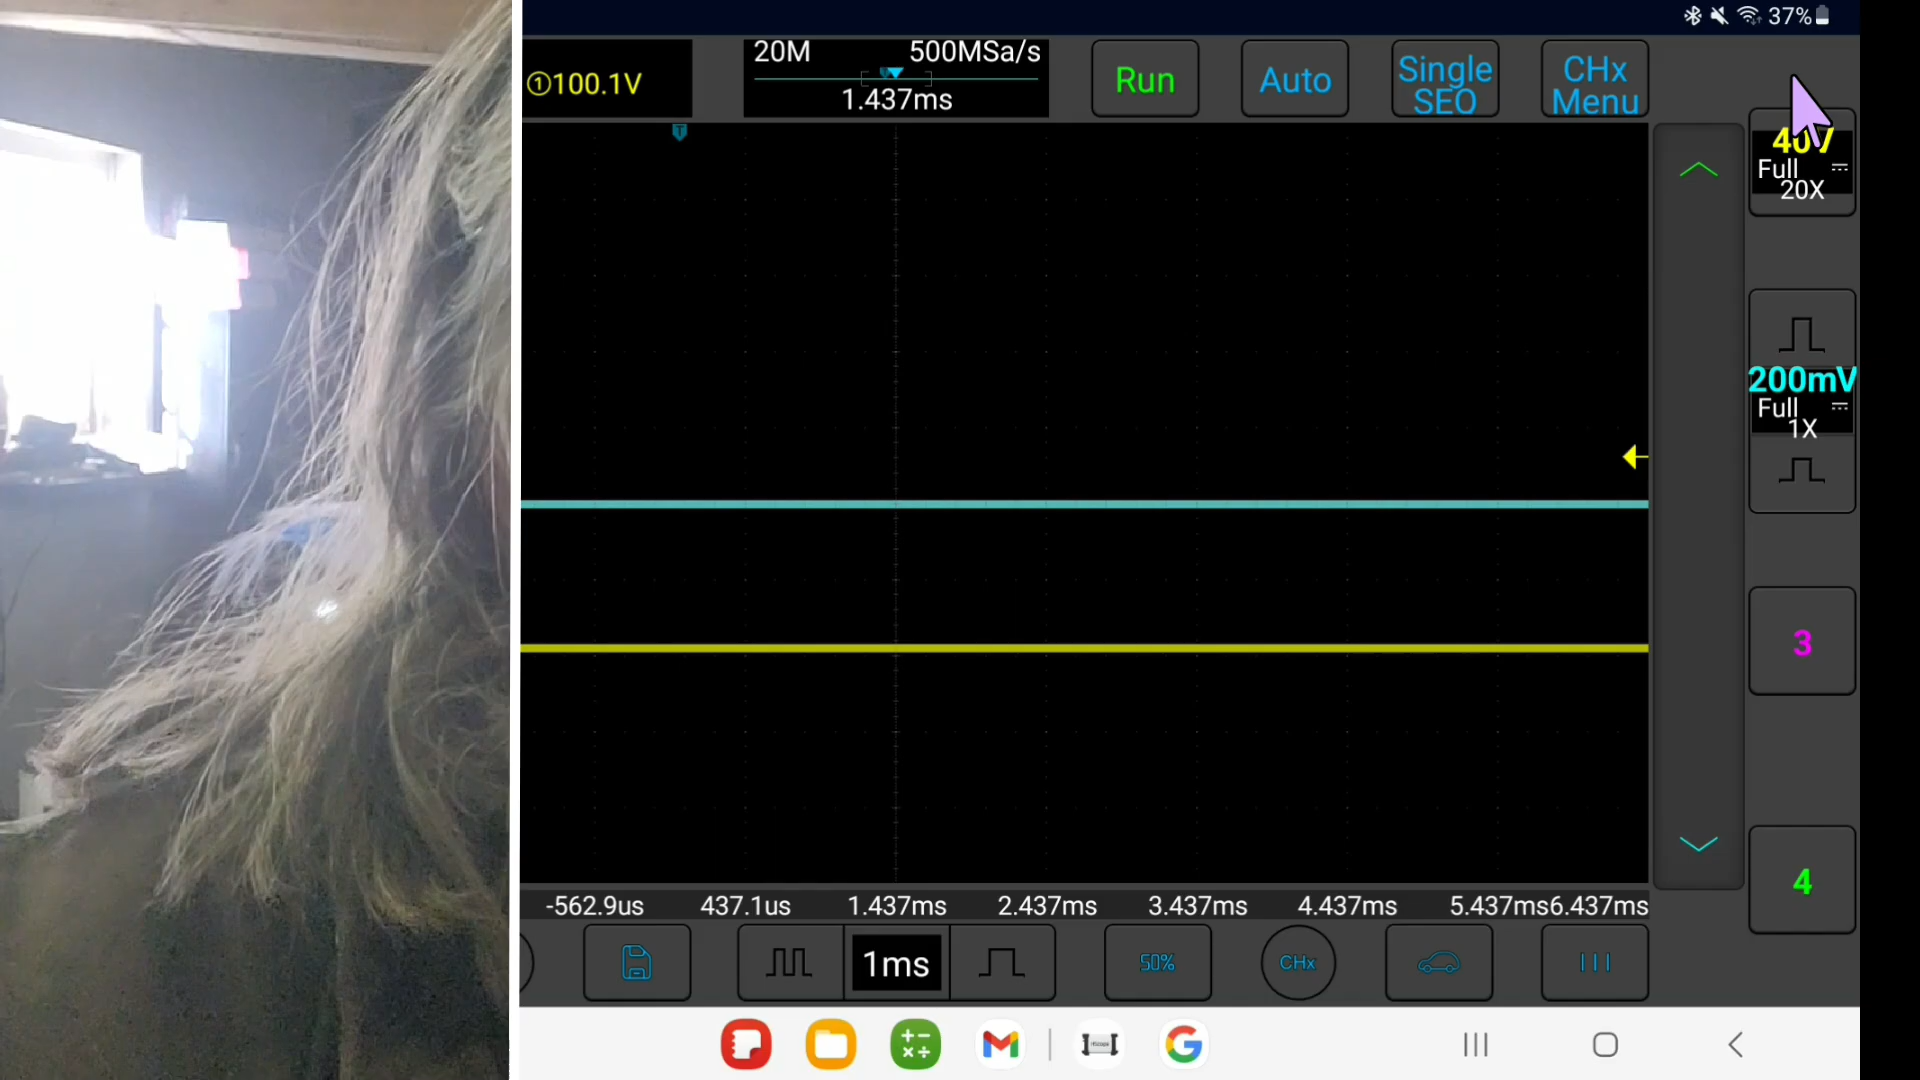 37%
①100.1V
20M 500MSa/s
1.437ms
Run
Auto
Single
SEQ
CHx
Menu
T
40V
Full
20X
200mV
Full
1X
3
4
-562.9us 437.1us 1.437ms 2.437ms 3.437ms 4.437ms 5.437ms6.437ms
1ms
50%
CHx